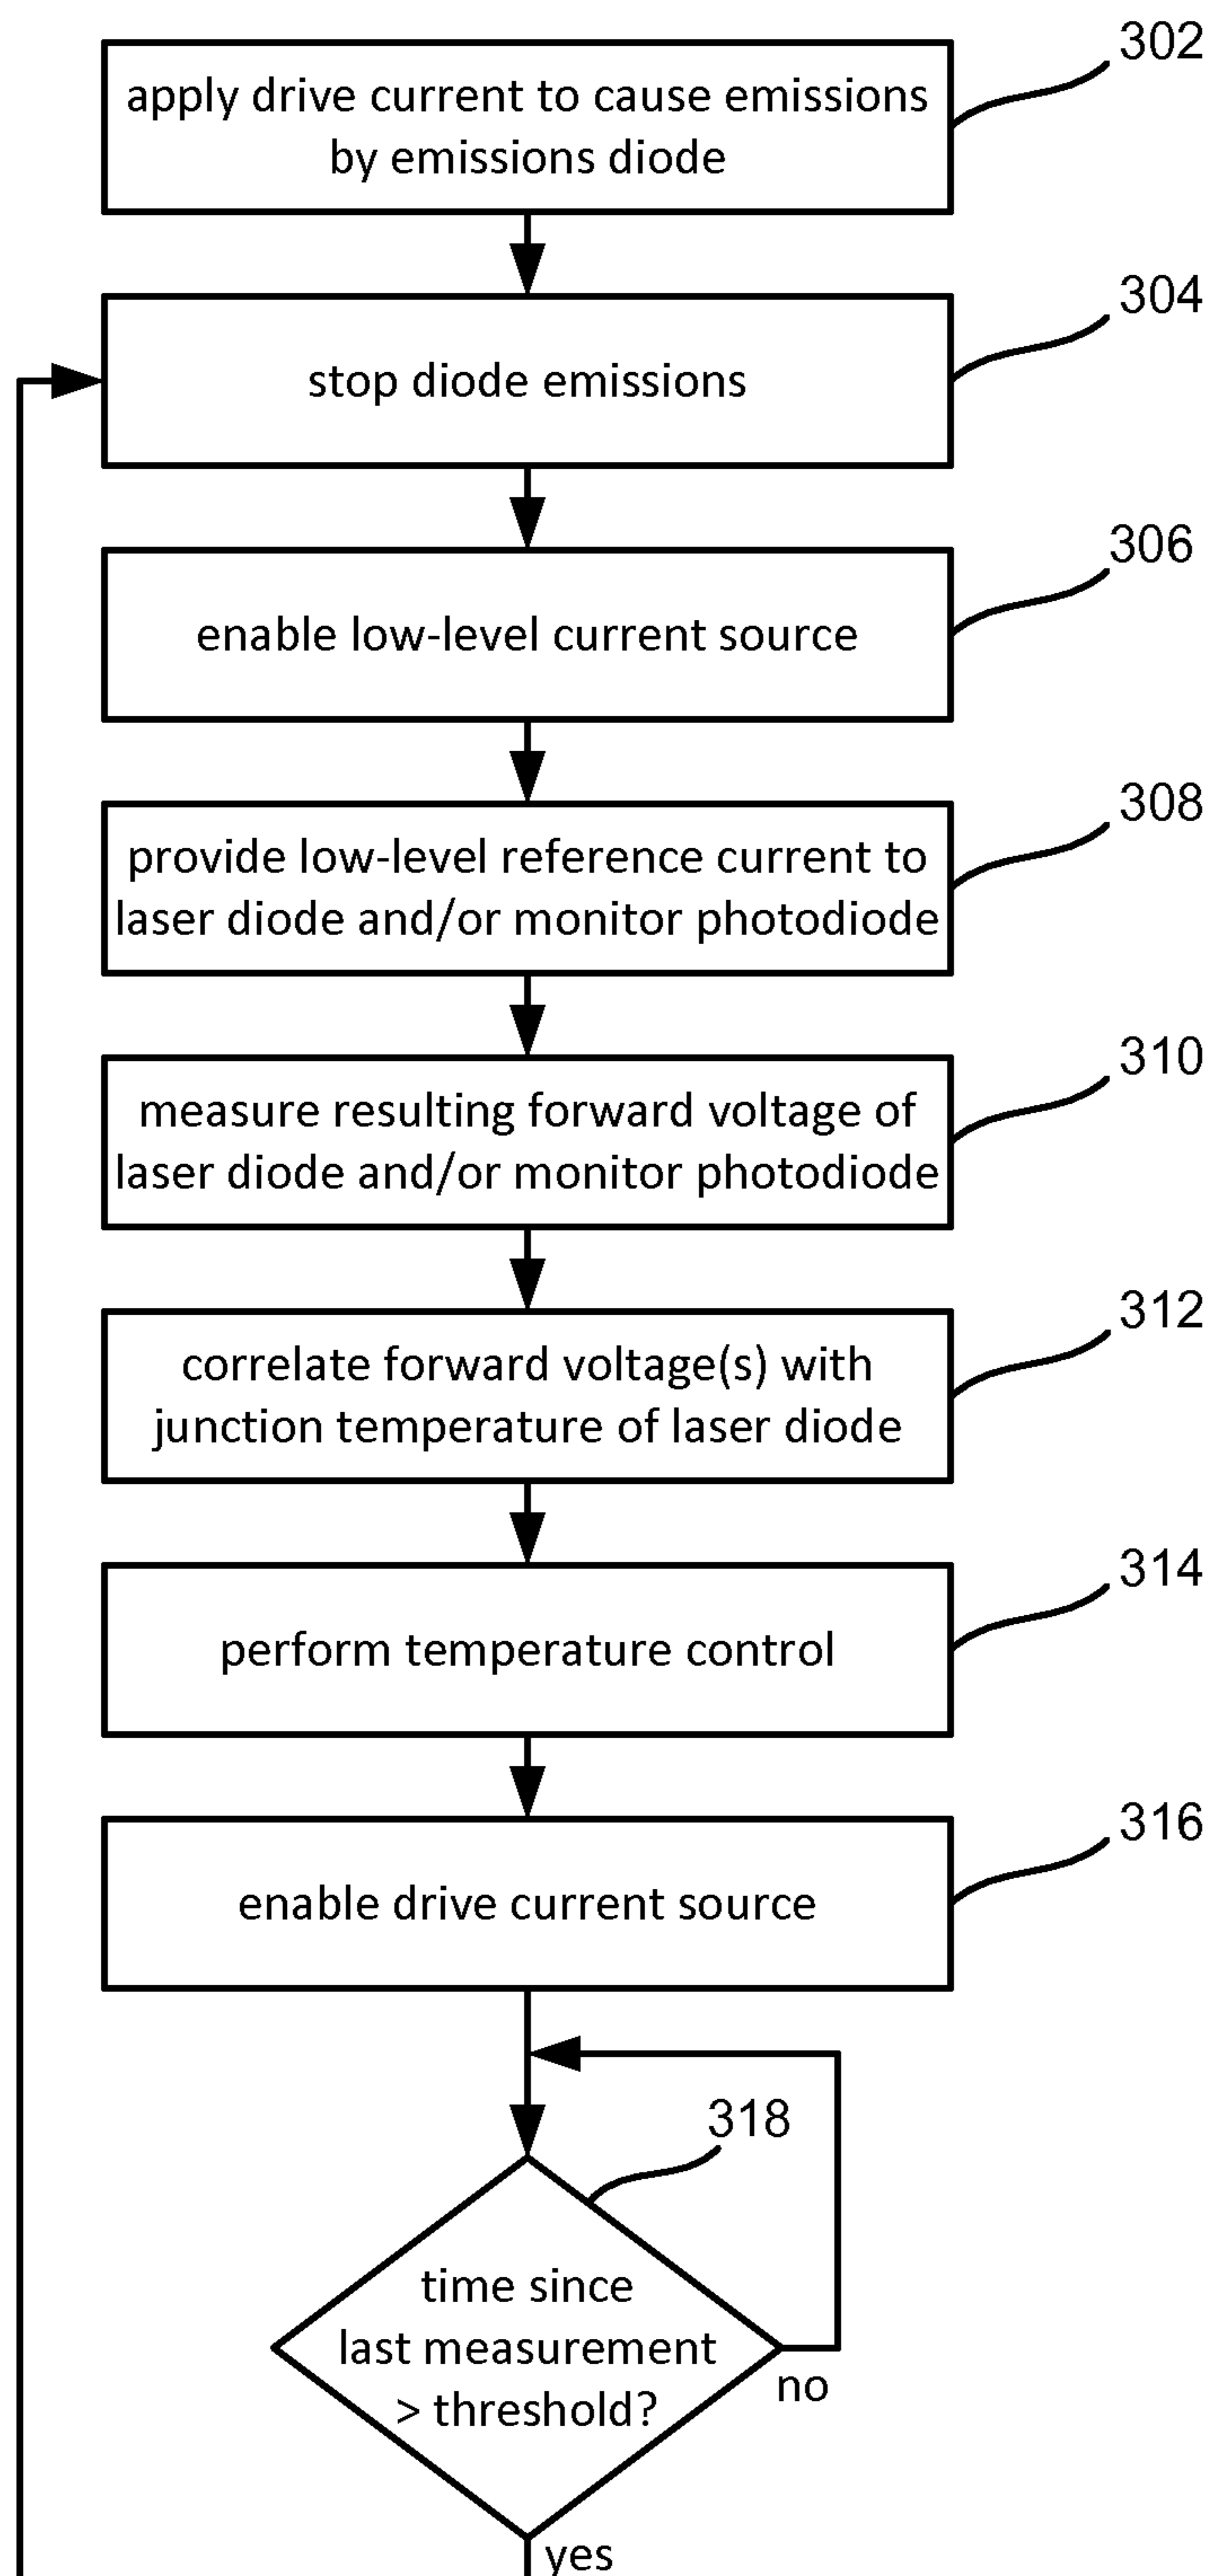 302
apply drive current to cause emissions
by emissions diode
304
stop diode emissions
306
enable low-level current source
308
provide low-level reference current to
laser diode and/or monitor photodiode
310
measure resulting forward voltage of
laser diode and/or monitor photodiode
312
correlate forward voltage(s) with
junction temperature of laser diode
314
perform temperature control
316
enable drive current source
318
time since
last measurement
> threshold?
no
yes